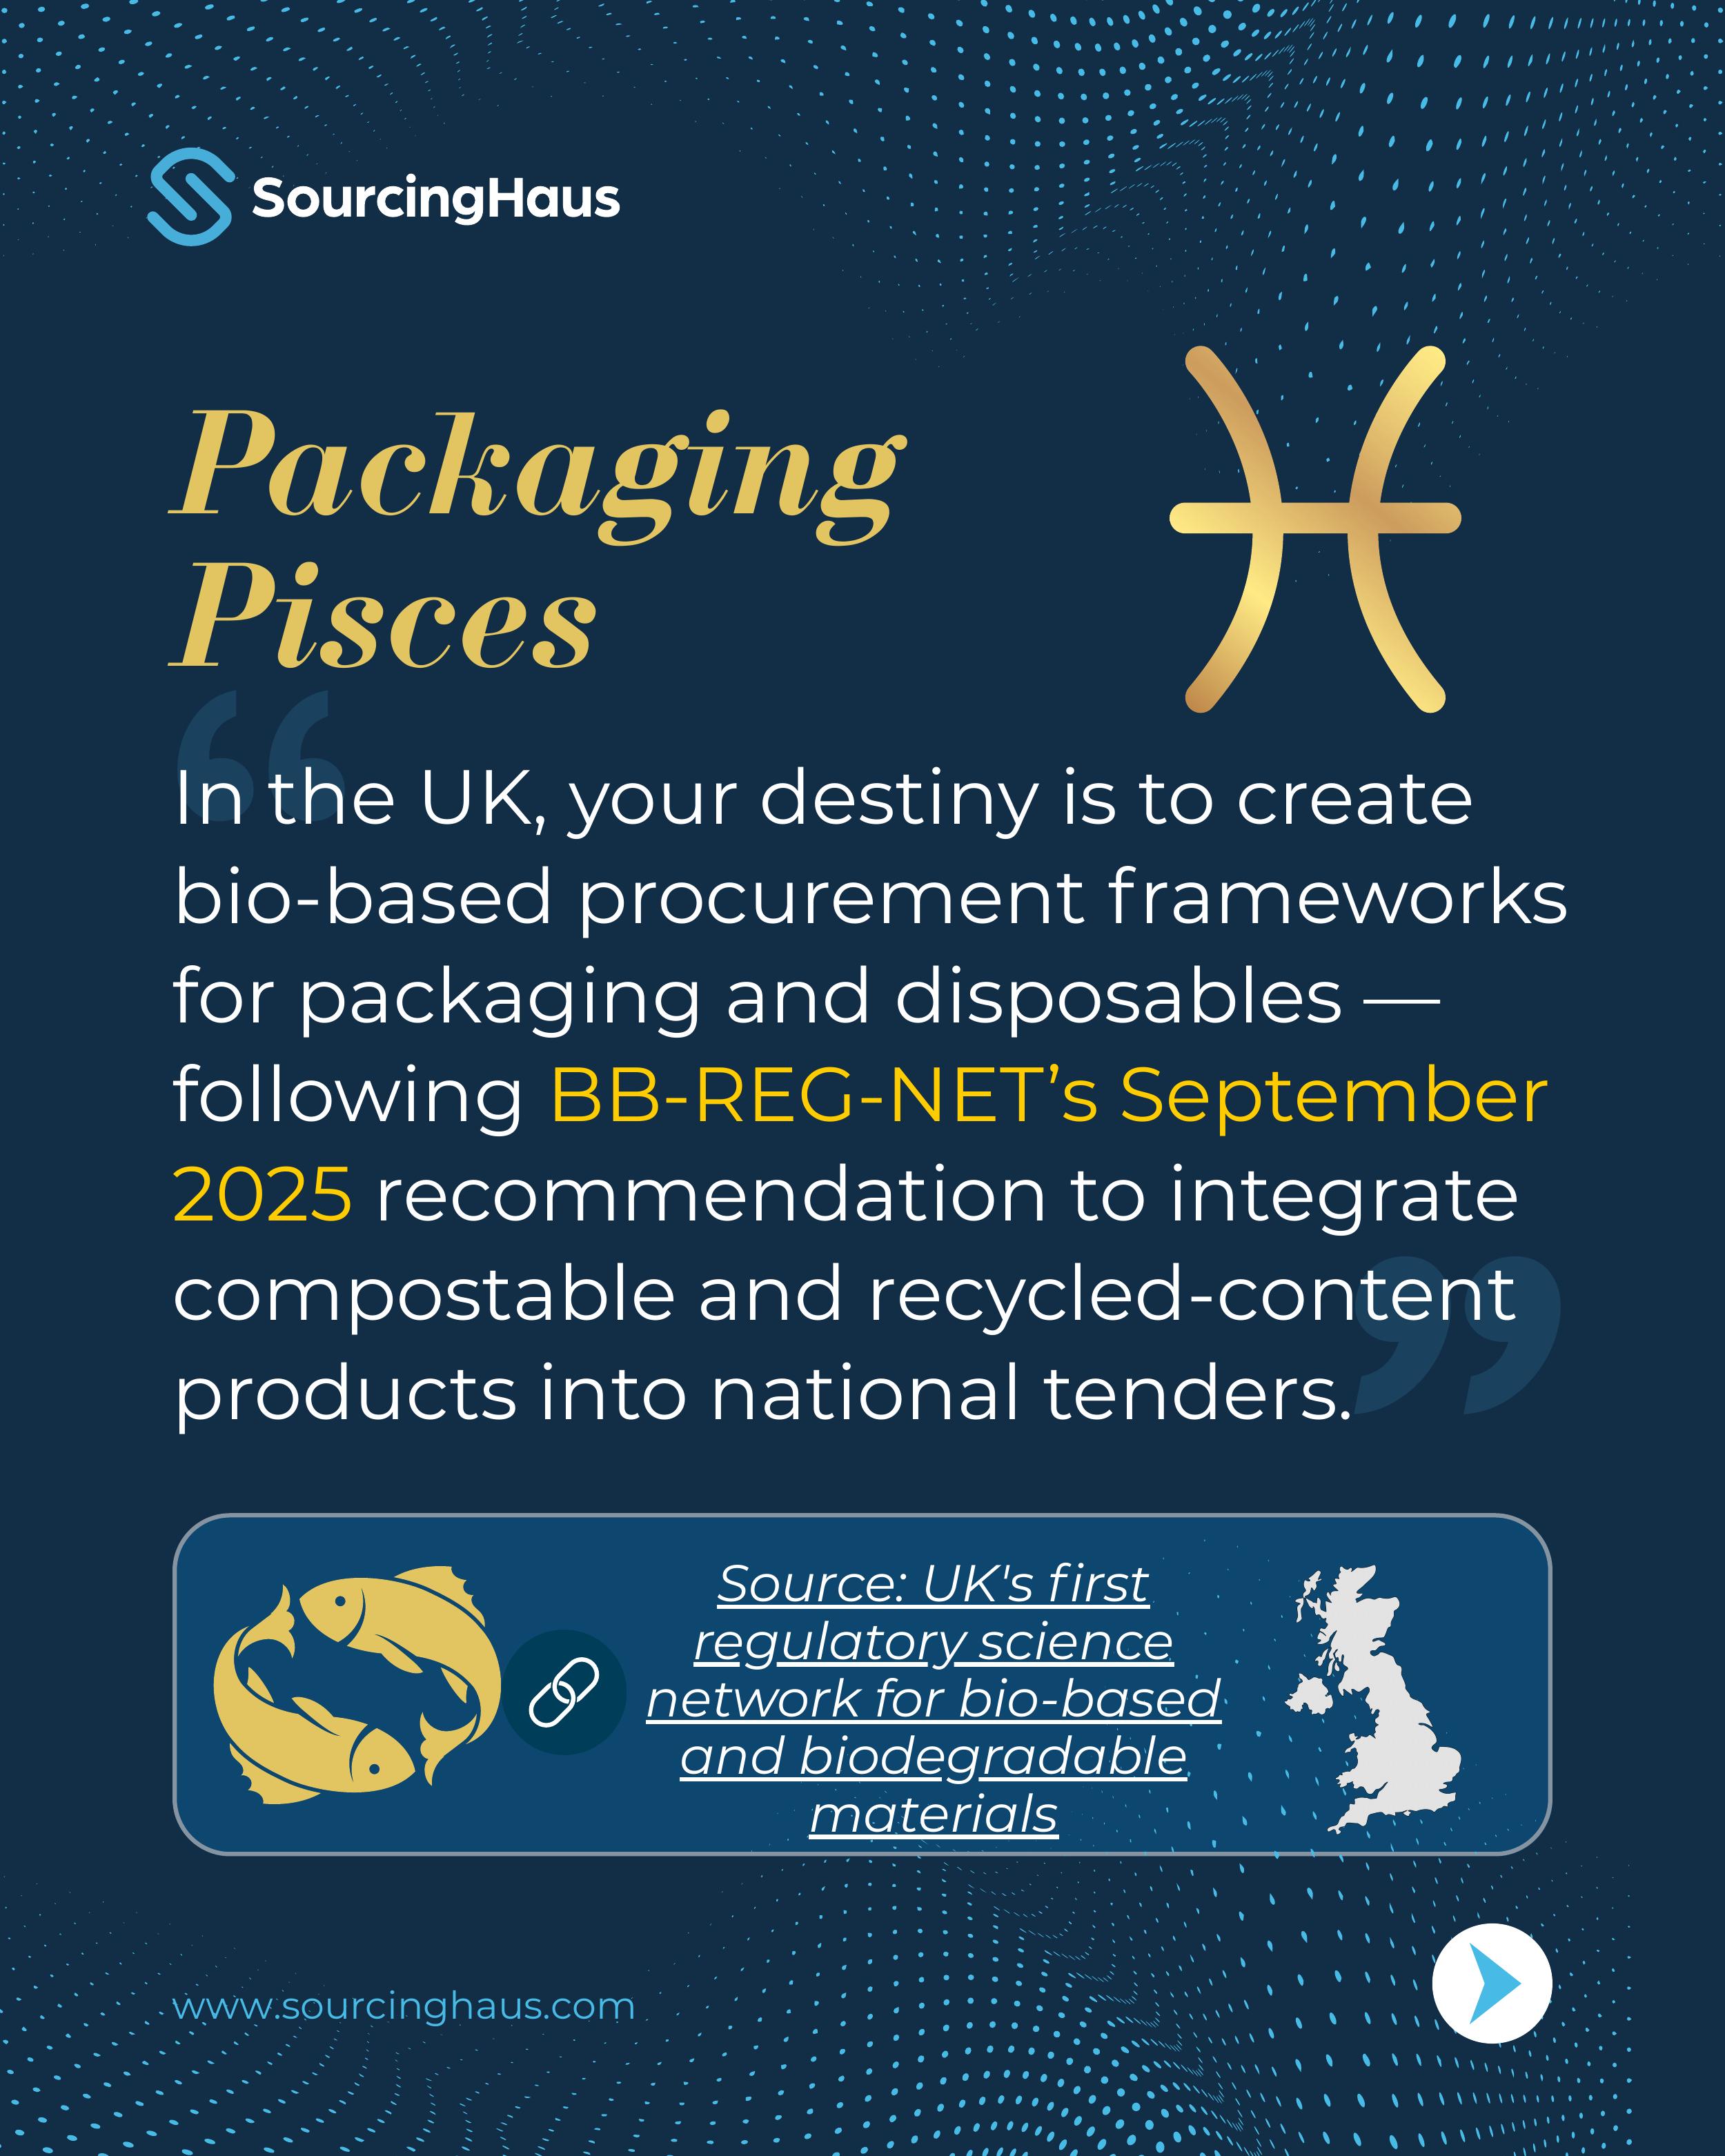 SourcingHaus
Packaging
Pisces
“
In the UK, your destiny is to create
bio-based procurement frameworks
for packaging and disposables —
following BB-REG-NET’s September
2025 recommendation to integrate
compostable and recycled-content
products into national tenders.
”
Source: UK's first
regulatory science
network for bio-based
and biodegradable
materials
www.sourcinghaus.com